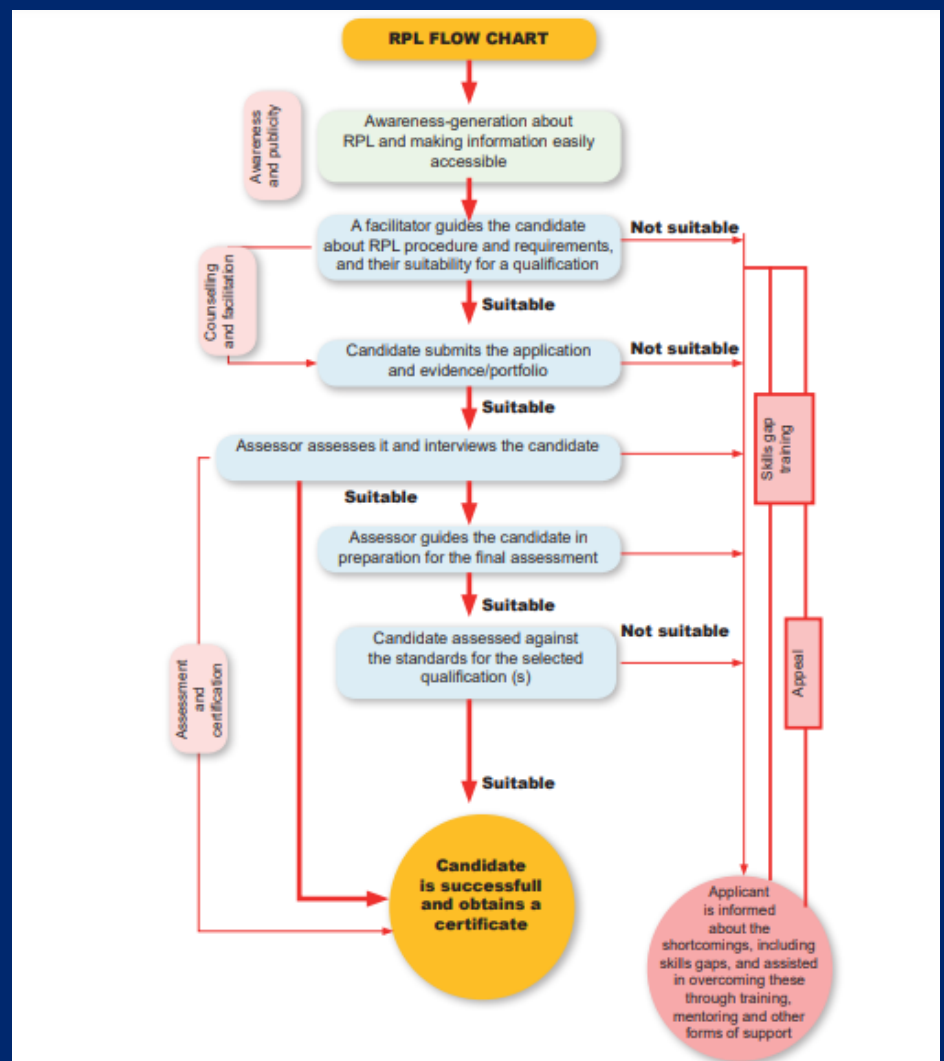 RPL FLOW CHART
Awareness
and publicity
Awareness-generation about
RPL and making information easily
accessible
A facilitator guides the candidate
about RPL procedure and requirements,
and their suitability for a qualification
Not suitable
Counselling
and facilitation
Suitable
Candidate submits the application
and evidence/portfolio
Not suitable
Suitable
Assessor assesses it and interviews the candidate
Skills gap
training
Suitable
Assessor guides the candidate in
preparation for the final assessment
Suitable
Candidate assessed against
the standards for the selected
qualification (s)
Not suitable
Appeal
Assessment
and
certification
Suitable
Candidate
is successfull
and obtains a
certificate
Applicant
is informed
about the
shortcomings, including
skills gaps, and assisted
in overcoming these
through training,
mentoring and other
forms of support